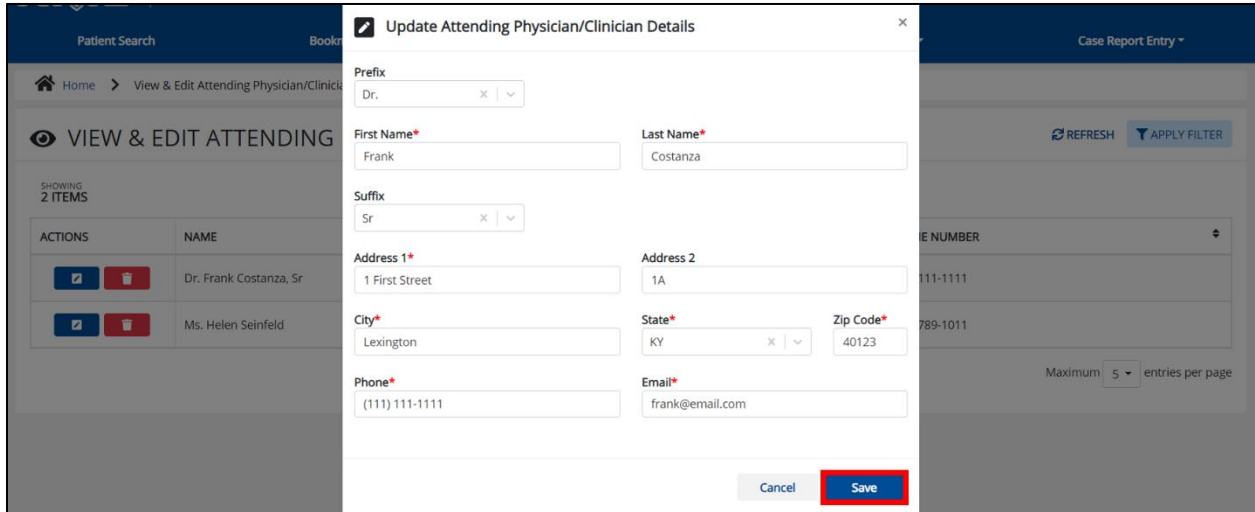 Update Attending Physician/Clinician Details ×
Patient Search
Case Report Entry
Home > View & Edit Attending Physician/
Prefix
Dr.
VIEW & EDIT ATTENDING
REFRESH APPLY FILTER
First Name* Last Name*
Frank Costanza
SHOWING
2 ITEMS
Suffix
Sr
ACTIONS NAME NUMBER
Address 1* Address 2
1 First Street 1A
Dr. Frank Costanza, Sr 111-1111
City* State* Zip Code*
Lexington KY 40123
Ms. Helen Seinfeld 789-1011
Maximum 5 entries per page
Phone* Email*
(111) 111-1111 frank@email.com
Cancel Save